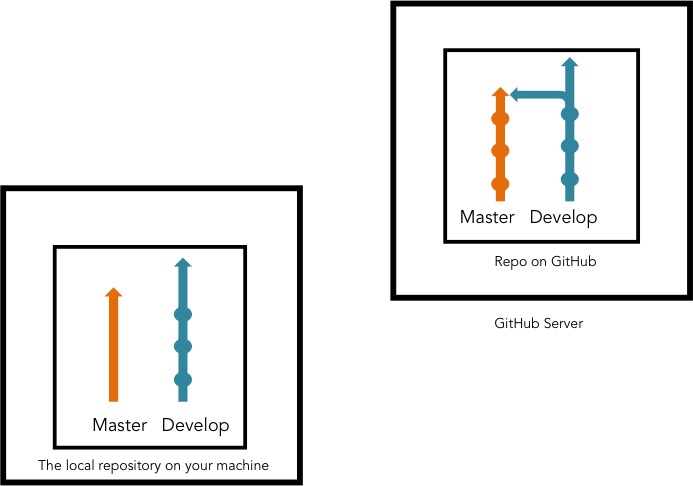 Master Develop
Repo on GitHub
GitHub Server
Master Develop
The local repository on your machine